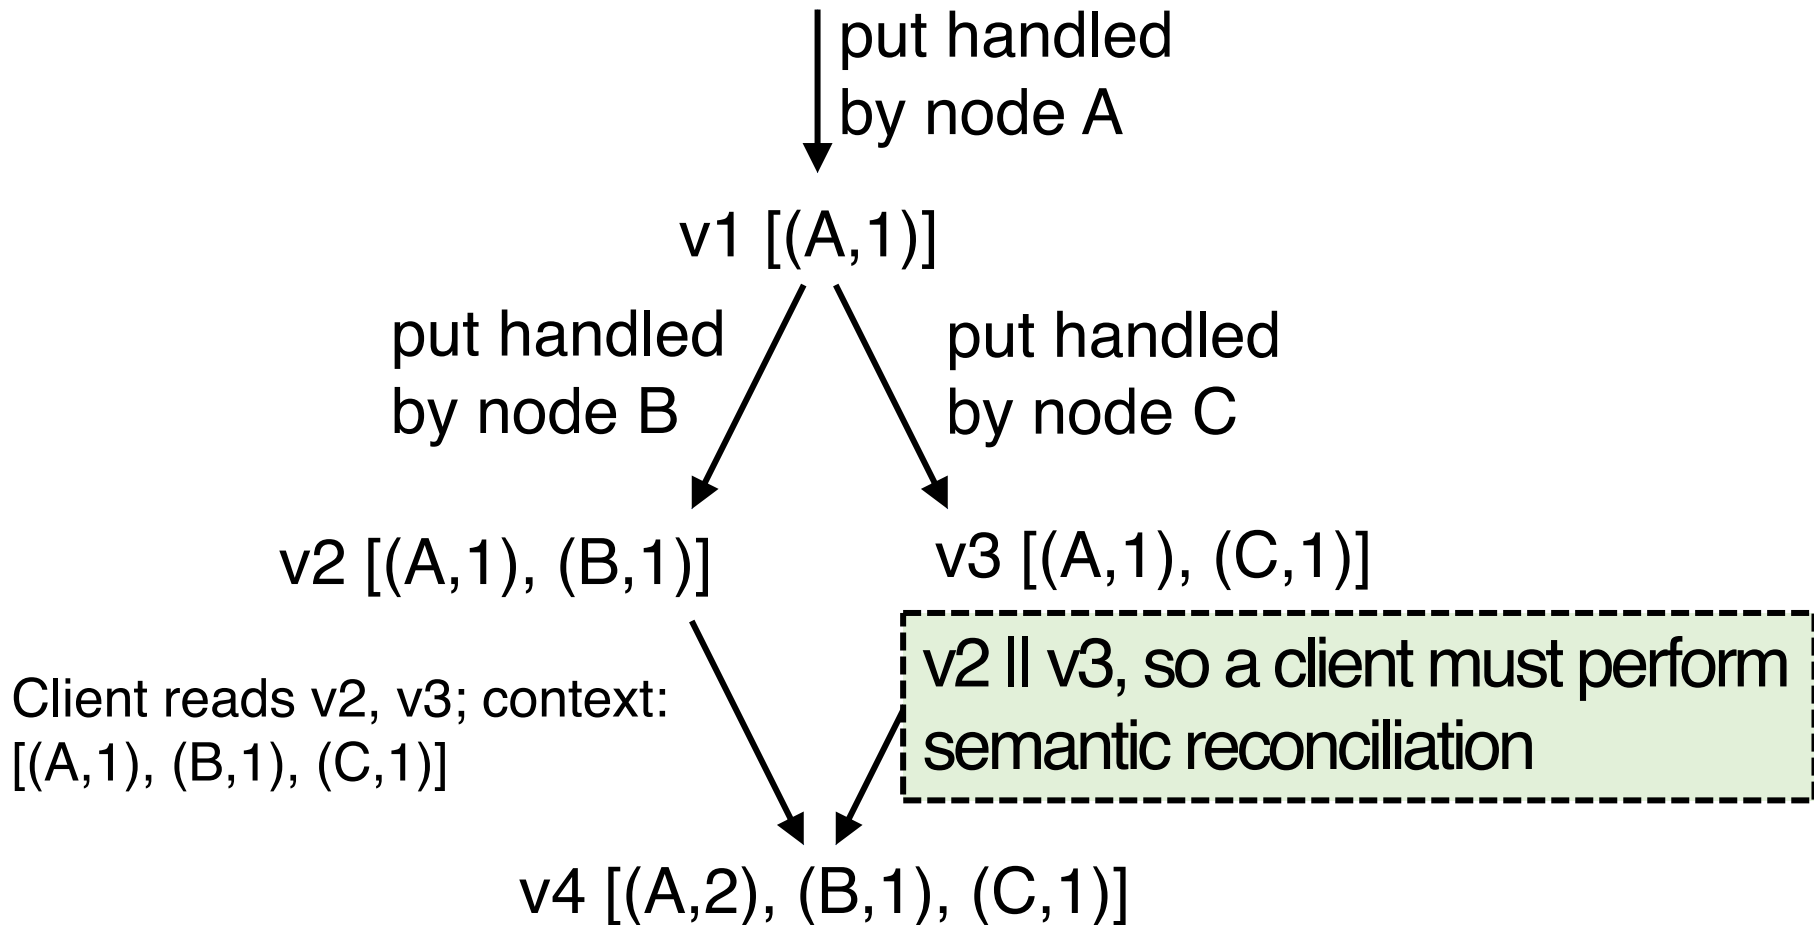 put handled
by node A
v1 [(A,1)]
put handled
by node B
put handled
by node C
v2 [(A,1), (B,1)]
v3 [(A,1), (C,1)]
v2 || v3, so a client must perform
semantic reconciliation
Client reads v2, v3; context:
[(A,1), (B,1), (C,1)]
v4 [(A,2), (B,1), (C,1)]